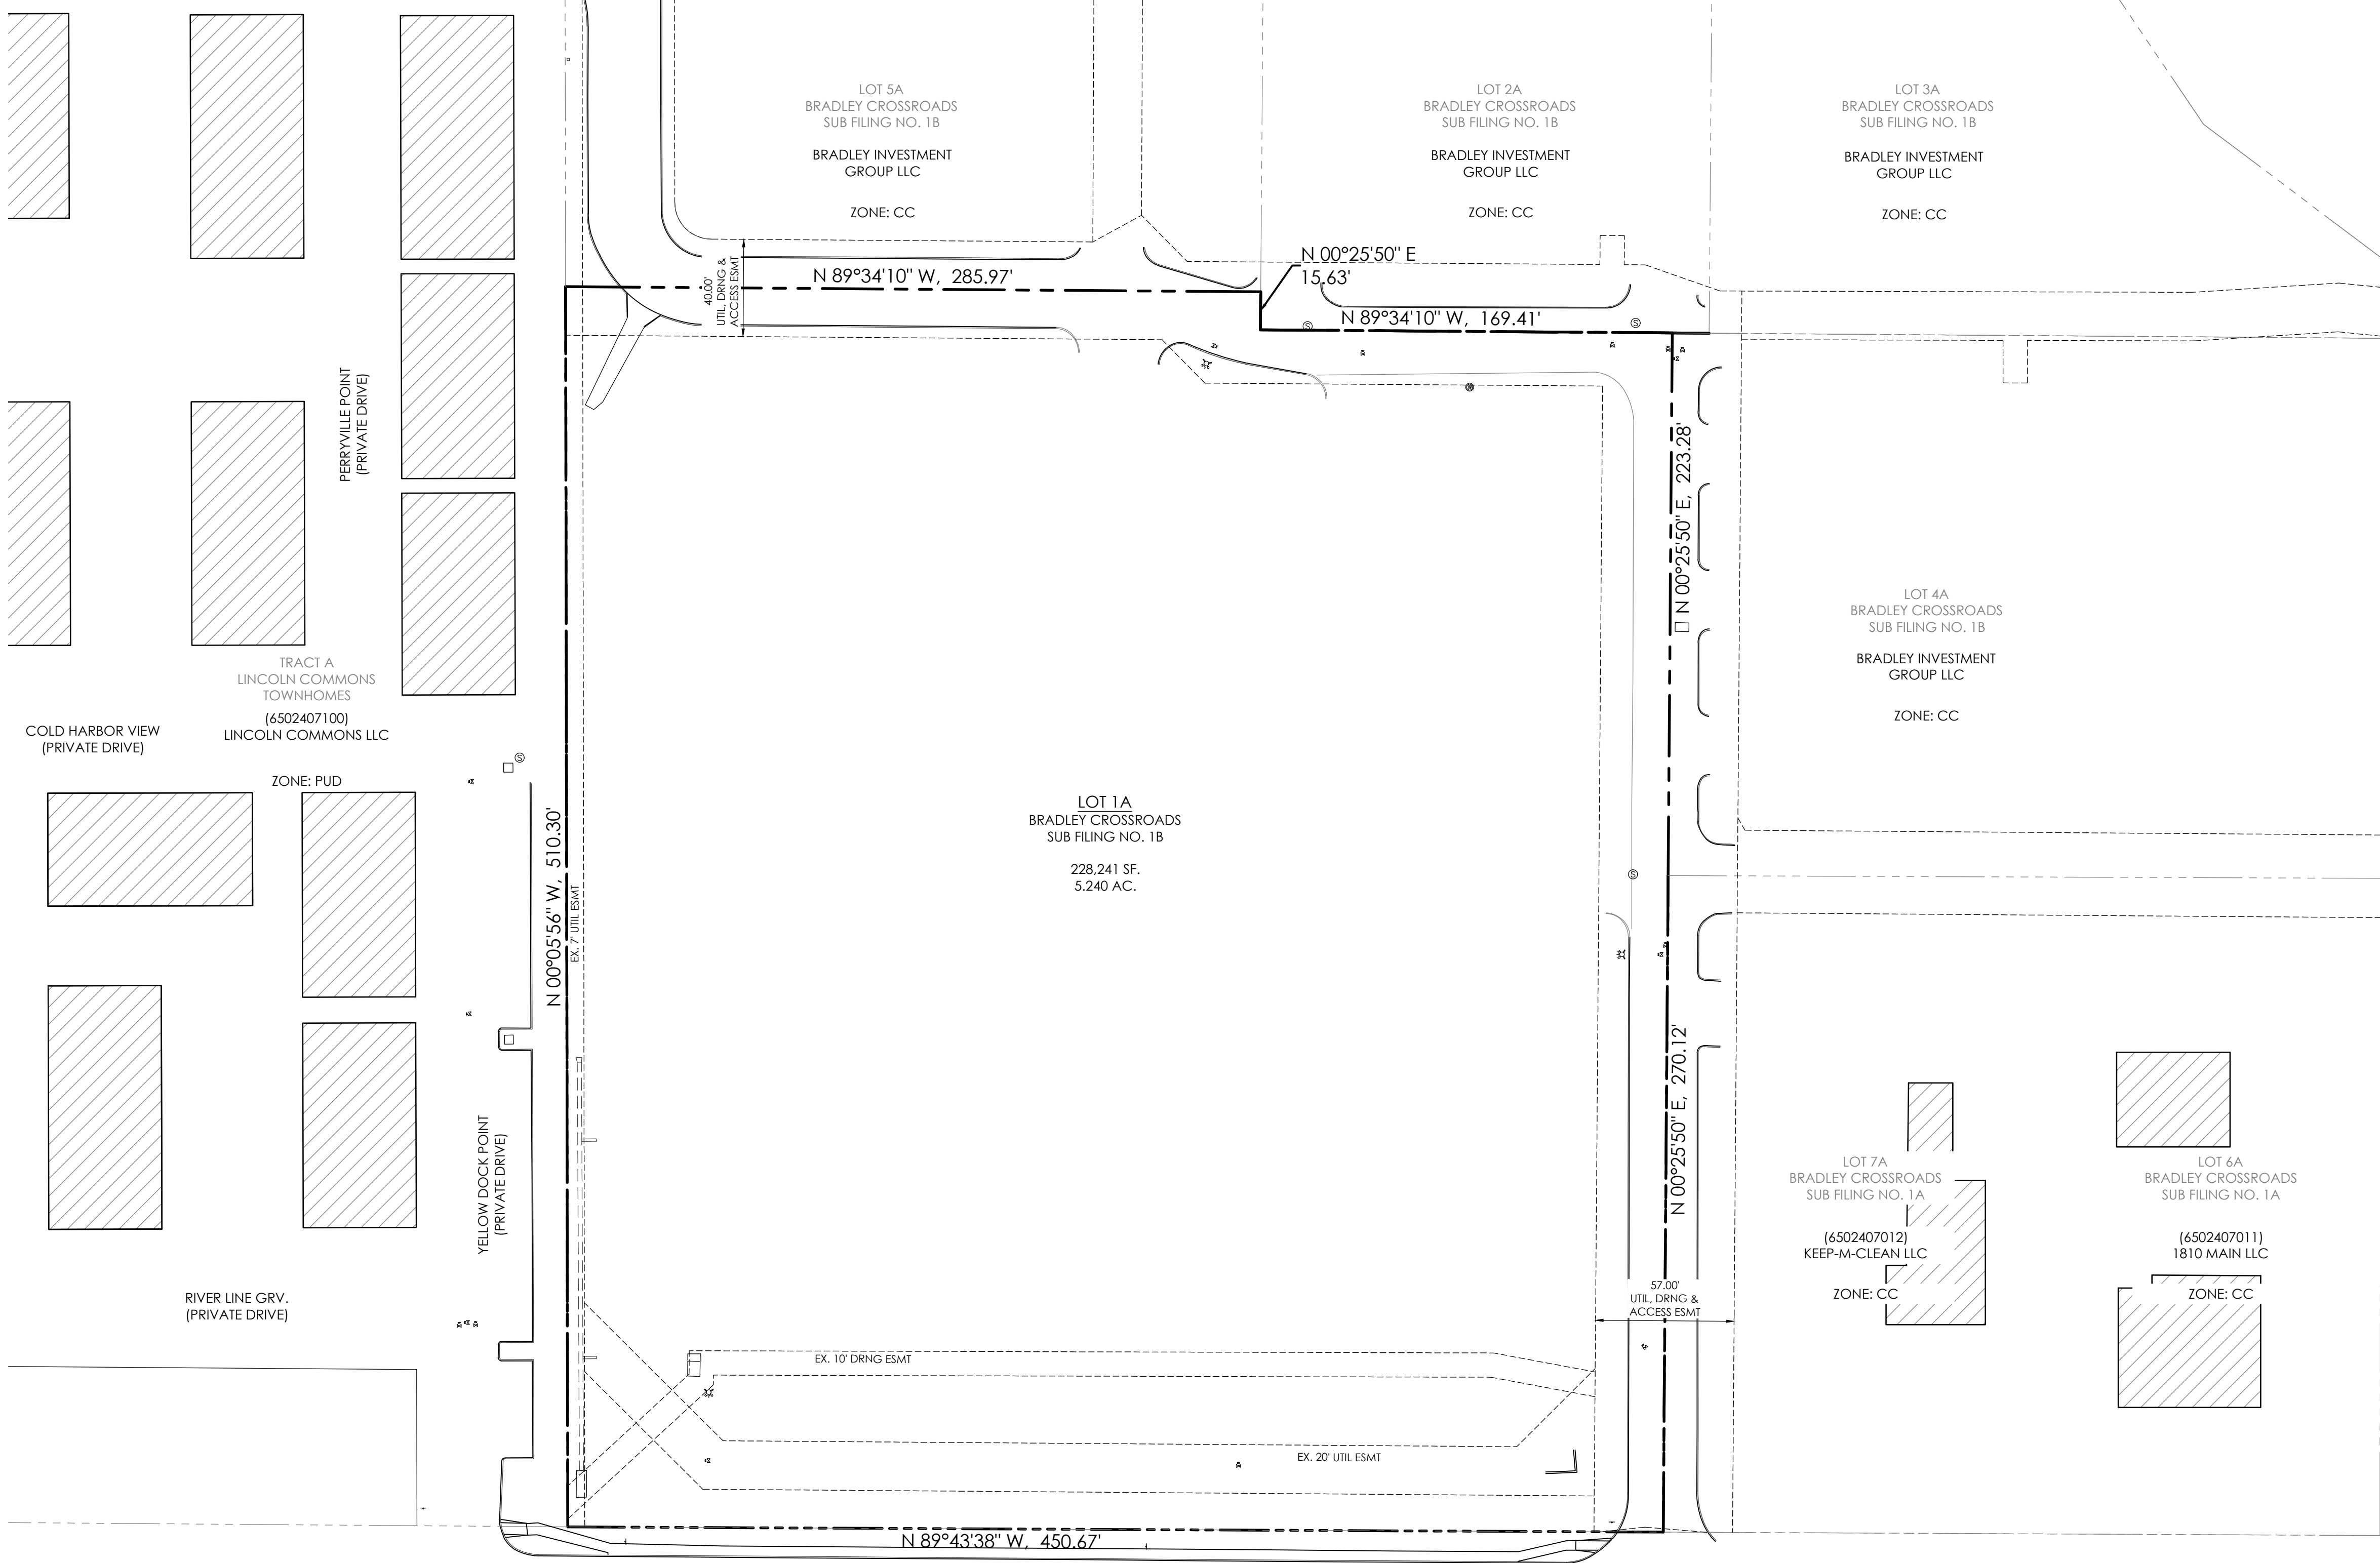 LOT 5A
BRADLEY CROSSROADS
SUB FILING NO. 1B
BRADLEY INVESTMENT
GROUP LLC
ZONE: CC
LOT 2A
BRADLEY CROSSROADS
SUB FILING NO. 1B
BRADLEY INVESTMENT
GROUP LLC
ZONE: CC
LOT 3A
BRADLEY CROSSROADS
SUB FILING NO. 1B
BRADLEY INVESTMENT
GROUP LLC
ZONE: CC
40.00'
UTIL, DRNG &
ACCESS ESMT
N 89°34'10" W, 285.97'
N 00°25'50" E
15.63'
N 89°34'10" W, 169.41'
S
S
PERRYVILLE POINT
(PRIVATE DRIVE)
N 00°25'50" E, 223.28'
LOT 4A
BRADLEY CROSSROADS
SUB FILING NO. 1B
BRADLEY INVESTMENT
GROUP LLC
ZONE: CC
TRACT A
LINCOLN COMMONS
TOWNHOMES
(6502407100)
LINCOLN COMMONS LLC
ZONE: PUD
COLD HARBOR VIEW
(PRIVATE DRIVE)
S
N 00°05'56" W, 510.30'
EX. 7' UTIL ESMT
LOT 1A
BRADLEY CROSSROADS
SUB FILING NO. 1B
228,241 SF.
5.240 AC.
S
N 00°25'50" E, 270.12'
YELLOW DOCK POINT
(PRIVATE DRIVE)
LOT 7A
BRADLEY CROSSROADS
SUB FILING NO. 1A
(6502407012)
KEEP-M-CLEAN LLC
ZONE: CC
LOT 6A
BRADLEY CROSSROADS
SUB FILING NO. 1A
(6502407011)
1810 MAIN LLC
ZONE: CC
RIVER LINE GRV.
(PRIVATE DRIVE)
57.00'
UTIL, DRNG &
ACCESS ESMT
EX. 10' DRNG ESMT
EX. 20' UTIL ESMT
N 89°43'38" W, 450.67'